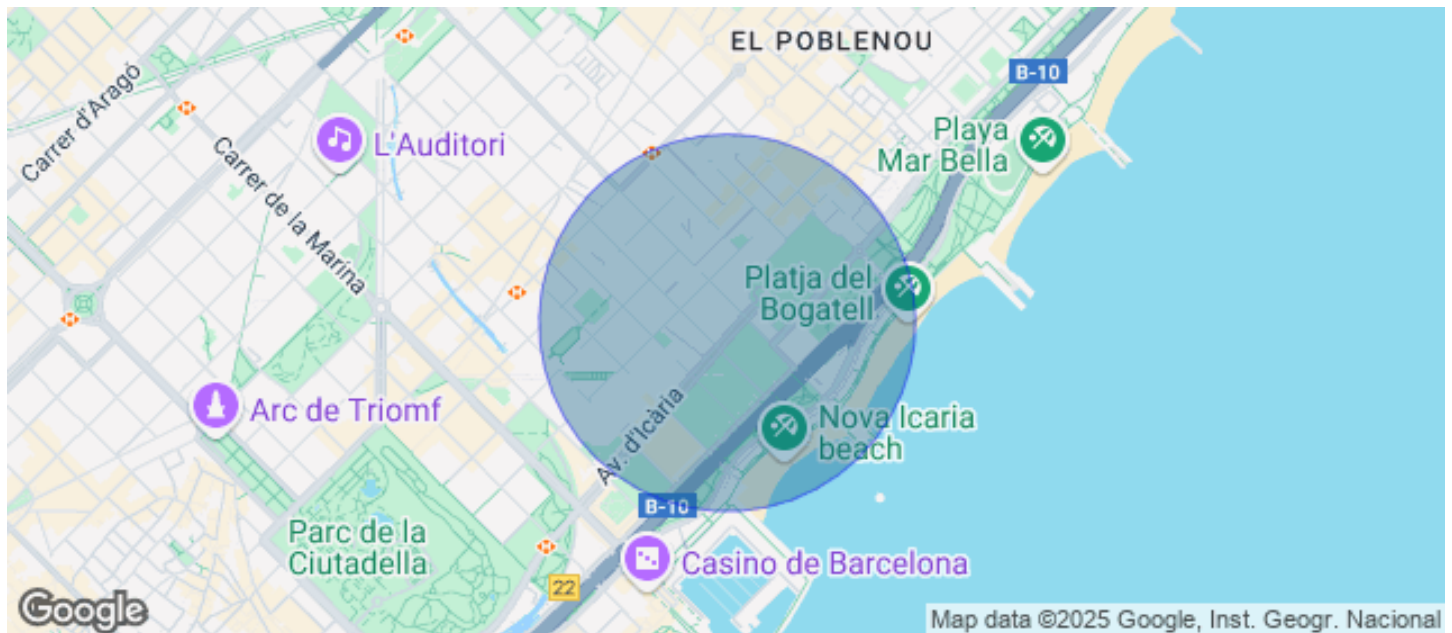 EL POBLENOU
B-10
Carrer d'Aragó
L'Auditori
Playa
Mar Bella
Carrer de la Marina
Platja del
Bogatell
Arc de Triomf
Av. d'Icària
Nova Icaria
beach
B-10
Parc de la
Ciutadella
Casino de Barcelona
22
Google
Map data ©2025 Google, Inst. Geogr. Nacional